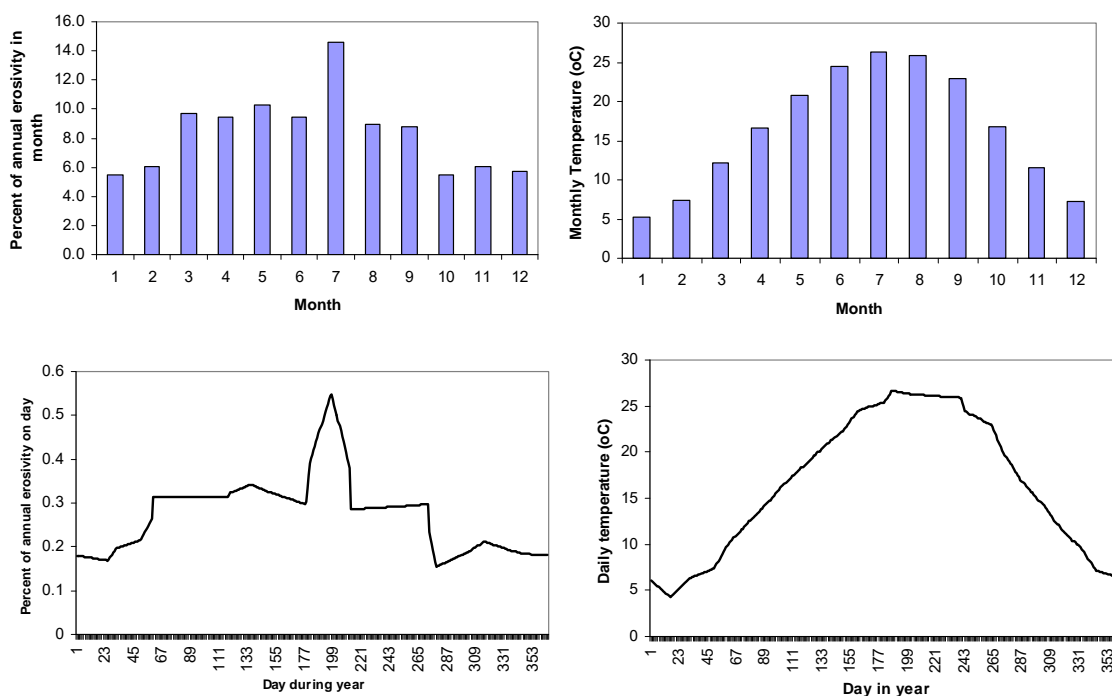 Percent of annual erosivity in
month
16.0
14.0
12.0
10.0
8.0
6.0
4.0
2.0
0.0
1 2 3 4 5 6 7 8 9 10 11 12
Month
Monthly Temperature (oC)
30
25
20
15
10
5
0
1 2 3 4 5 6 7 8 9 10 11 12
Month
Percent of annual erosivity on day
0.6
0.5
0.4
0.3
0.2
0.1
0
1 23 45 67 89 111 133 155 177 199 221 243 265 287 309 331 353
Day during year
Daily temperature (oC)
30
25
20
15
10
5
0
1 23 45 67 89 111 133 155 177 199 221 243 265 287 309 331 353
Day in year